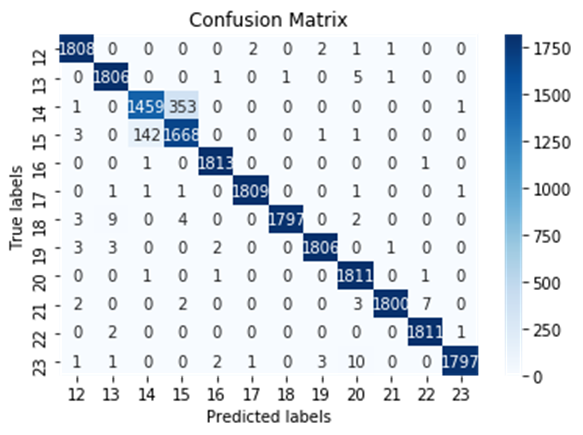 Confusion Matrix
12 1808 0 0 0 0 2 0 2 1 1 0 0
13 0 1806 0 0 1 0 1 0 5 1 0 0
14 1 0 1459 353 0 0 0 0 0 0 0 1
15 3 0 142 1668 0 0 0 1 1 0 0 0
16 0 0 1 0 1813 0 0 0 0 0 1 0
17 0 1 1 1 0 1809 0 0 1 0 0 1
18 3 9 0 4 0 0 1797 0 2 0 0 0
19 3 3 0 0 2 0 0 1806 0 1 0 0
20 0 0 1 0 1 0 0 0 1811 0 1 0
21 2 0 0 2 0 0 0 0 3 1800 7 0
22 0 2 0 0 0 0 0 0 0 0 1811 1
23 1 1 0 0 2 1 0 3 10 0 0 1797
12 13 14 15 16 17 18 19 20 21 22 23
Predicted labels
True labels
1750
1500
1250
1000
750
500
250
0